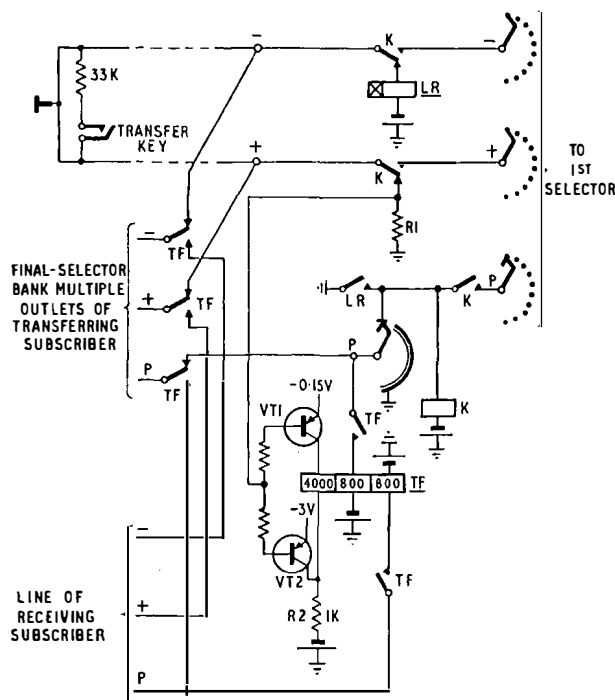 -
K
-
33K
LR
TRANSFER
KEY
+
K
+
TO
1ST
SELECTOR
R1
-
TF
FINAL-SELECTOR
BANK MULTIPLE
OUTLETS OF
TRANSFERRING
SUBSCRIBER
+
TF
LR
K
P
P
TF
P
-0·15V
TF
K
VT1
4000 800 800 TF
-3V
VT2
TF
R2 1K
-
LINE OF
RECEIVING
SUBSCRIBER
+
P